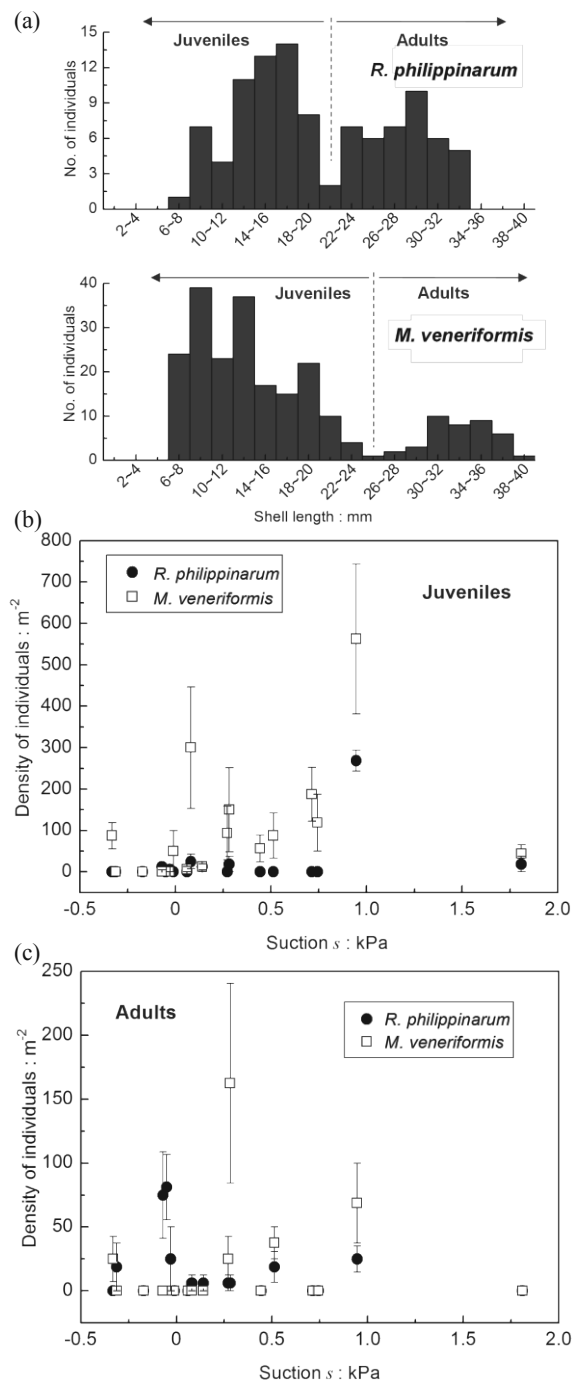 (a)
Juveniles
Adults
R. philippinarum
15
12
9
6
3
0
No. of individuals
2~4
6~8
10~12
14~16
18~20
22~24
26~28
30~32
34~36
38~40
Juveniles
Adults
M. veneriformis
40
30
20
10
0
No. of individuals
2~4
6~8
10~12
14~16
18~20
22~24
26~28
30~32
34~36
38~40
Shell length : mm
(b)
800
700
600
500
400
300
200
100
0
Density of individuals : m-2
R. philippinarum
M. veneriformis
Juveniles
-0.5
0
0.5
1.0
1.5
2.0
Suction s : kPa
(c)
250
200
150
100
50
0
Density of individuals : m-2
Adults
R. philippinarum
M. veneriformis
-0.5
0
0.5
1.0
1.5
2.0
Suction s : kPa